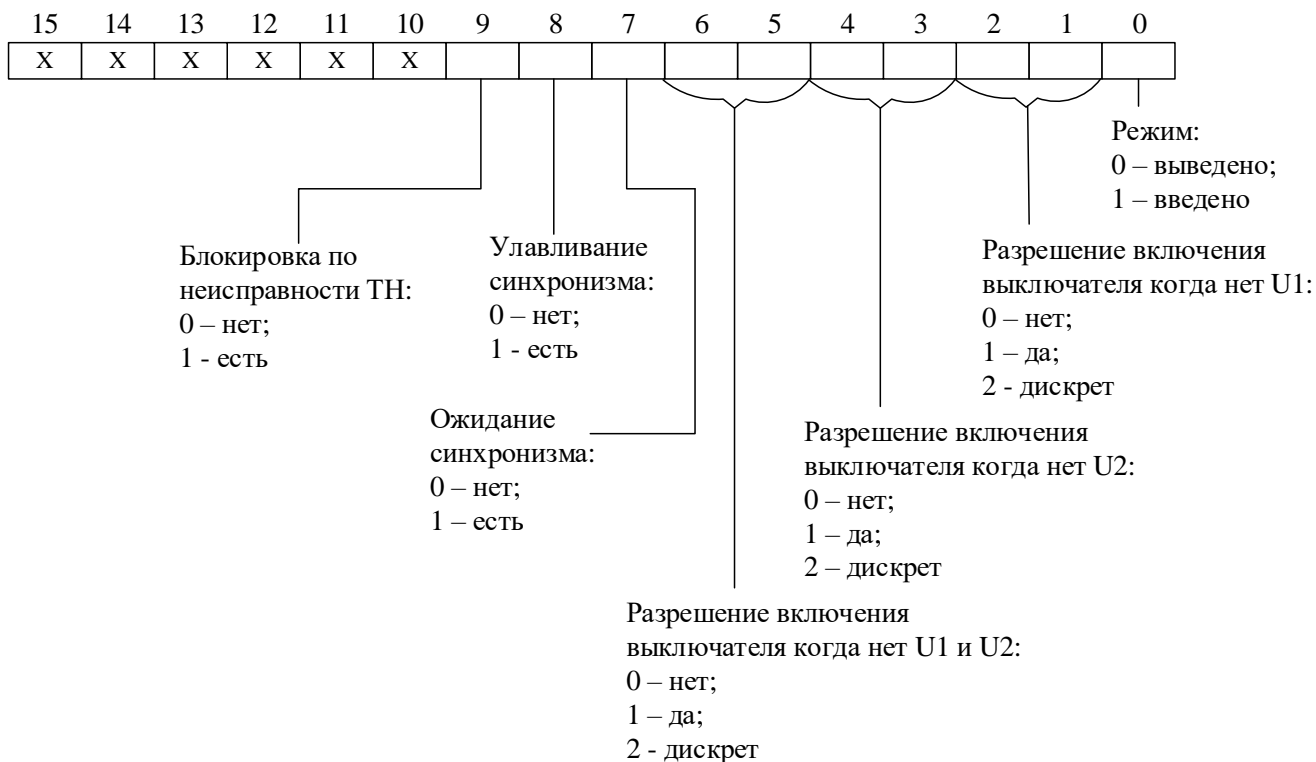 15 14 13 12 11 10 9 8 7 6 5 4 3 2 1 0
X X X X X X
Режим:
0 – выведено;
1 – введено
Блокировка по
неисправности ТН:
0 – нет;
1 - есть
Улавливание
синхронизма:
0 – нет;
1 - есть
Разрешение включения
выключателя когда нет U1:
0 – нет;
1 – да;
2 - дискрет
Ожидание
синхронизма:
0 – нет;
1 – есть
Разрешение включения
выключателя когда нет U2:
0 – нет;
1 – да;
2 – дискрет
Разрешение включения
выключателя когда нет U1 и U2:
0 – нет;
1 – да;
2 - дискрет